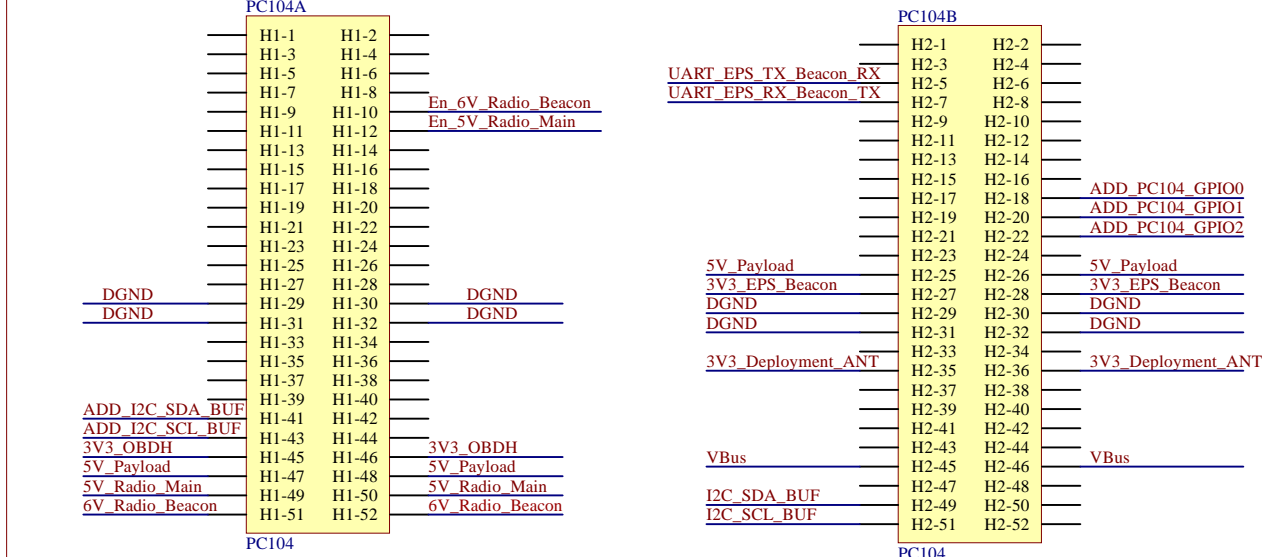 PC104A
H1-1 H1-2
H1-3 H1-4
H1-5 H1-6
H1-7 H1-8
H1-9 H1-10 En_6V_Radio_Beacon
H1-11 H1-12 En_5V_Radio_Main
H1-13 H1-14
H1-15 H1-16
H1-17 H1-18
H1-19 H1-20
H1-21 H1-22
H1-23 H1-24
H1-25 H1-26
H1-27 H1-28
DGND H1-29 H1-30 DGND
DGND H1-31 H1-32 DGND
H1-33 H1-34
H1-35 H1-36
H1-37 H1-38
H1-39 H1-40
ADD_I2C_SDA_BUF H1-41 H1-42
ADD_I2C_SCL_BUF H1-43 H1-44
3V3_OBDH H1-45 H1-46 3V3_OBDH
5V_Payload H1-47 H1-48 5V_Payload
5V_Radio_Main H1-49 H1-50 5V_Radio_Main
6V_Radio_Beacon H1-51 H1-52 6V_Radio_Beacon
PC104
PC104B
H2-1 H2-2
H2-3 H2-4
UART_EPS_TX_Beacon_RX H2-5 H2-6
UART_EPS_RX_Beacon_TX H2-7 H2-8
H2-9 H2-10
H2-11 H2-12
H2-13 H2-14
H2-15 H2-16
H2-17 H2-18 ADD_PC104_GPIO0
H2-19 H2-20 ADD_PC104_GPIO1
H2-21 H2-22 ADD_PC104_GPIO2
H2-23 H2-24
5V_Payload H2-25 H2-26 5V_Payload
3V3_EPS_Beacon H2-27 H2-28 3V3_EPS_Beacon
DGND H2-29 H2-30 DGND
DGND H2-31 H2-32 DGND
H2-33 H2-34
3V3_Deployment_ANT H2-35 H2-36 3V3_Deployment_ANT
H2-37 H2-38
H2-39 H2-40
H2-41 H2-42
H2-43 H2-44
VBus H2-45 H2-46 VBus
H2-47 H2-48
I2C_SDA_BUF H2-49 H2-50
I2C_SCL_BUF H2-51 H2-52
PC104